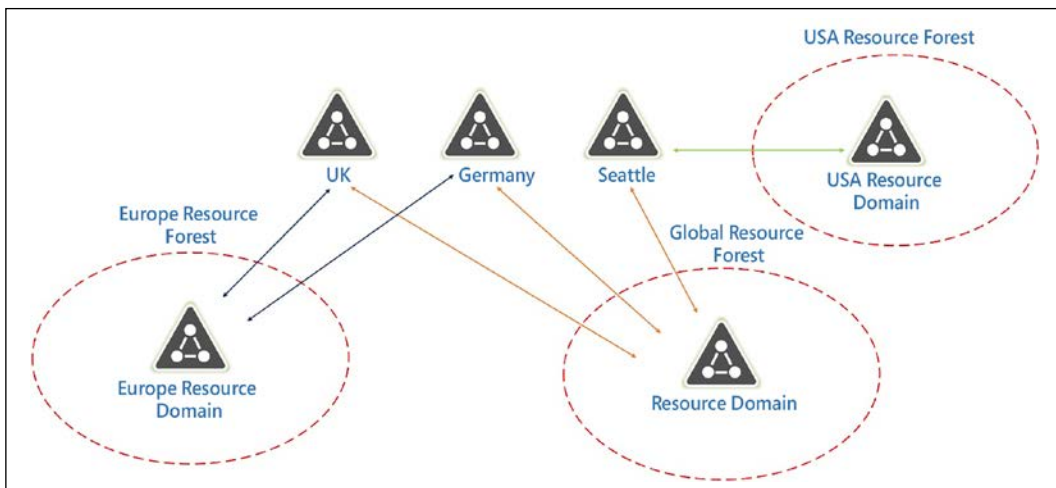 USA Resource Forest
UK
Germany
Seattle
USA Resource
Domain
Europe Resource
Forest
Global Resource
Forest
Europe Resource
Domain
Resource Domain